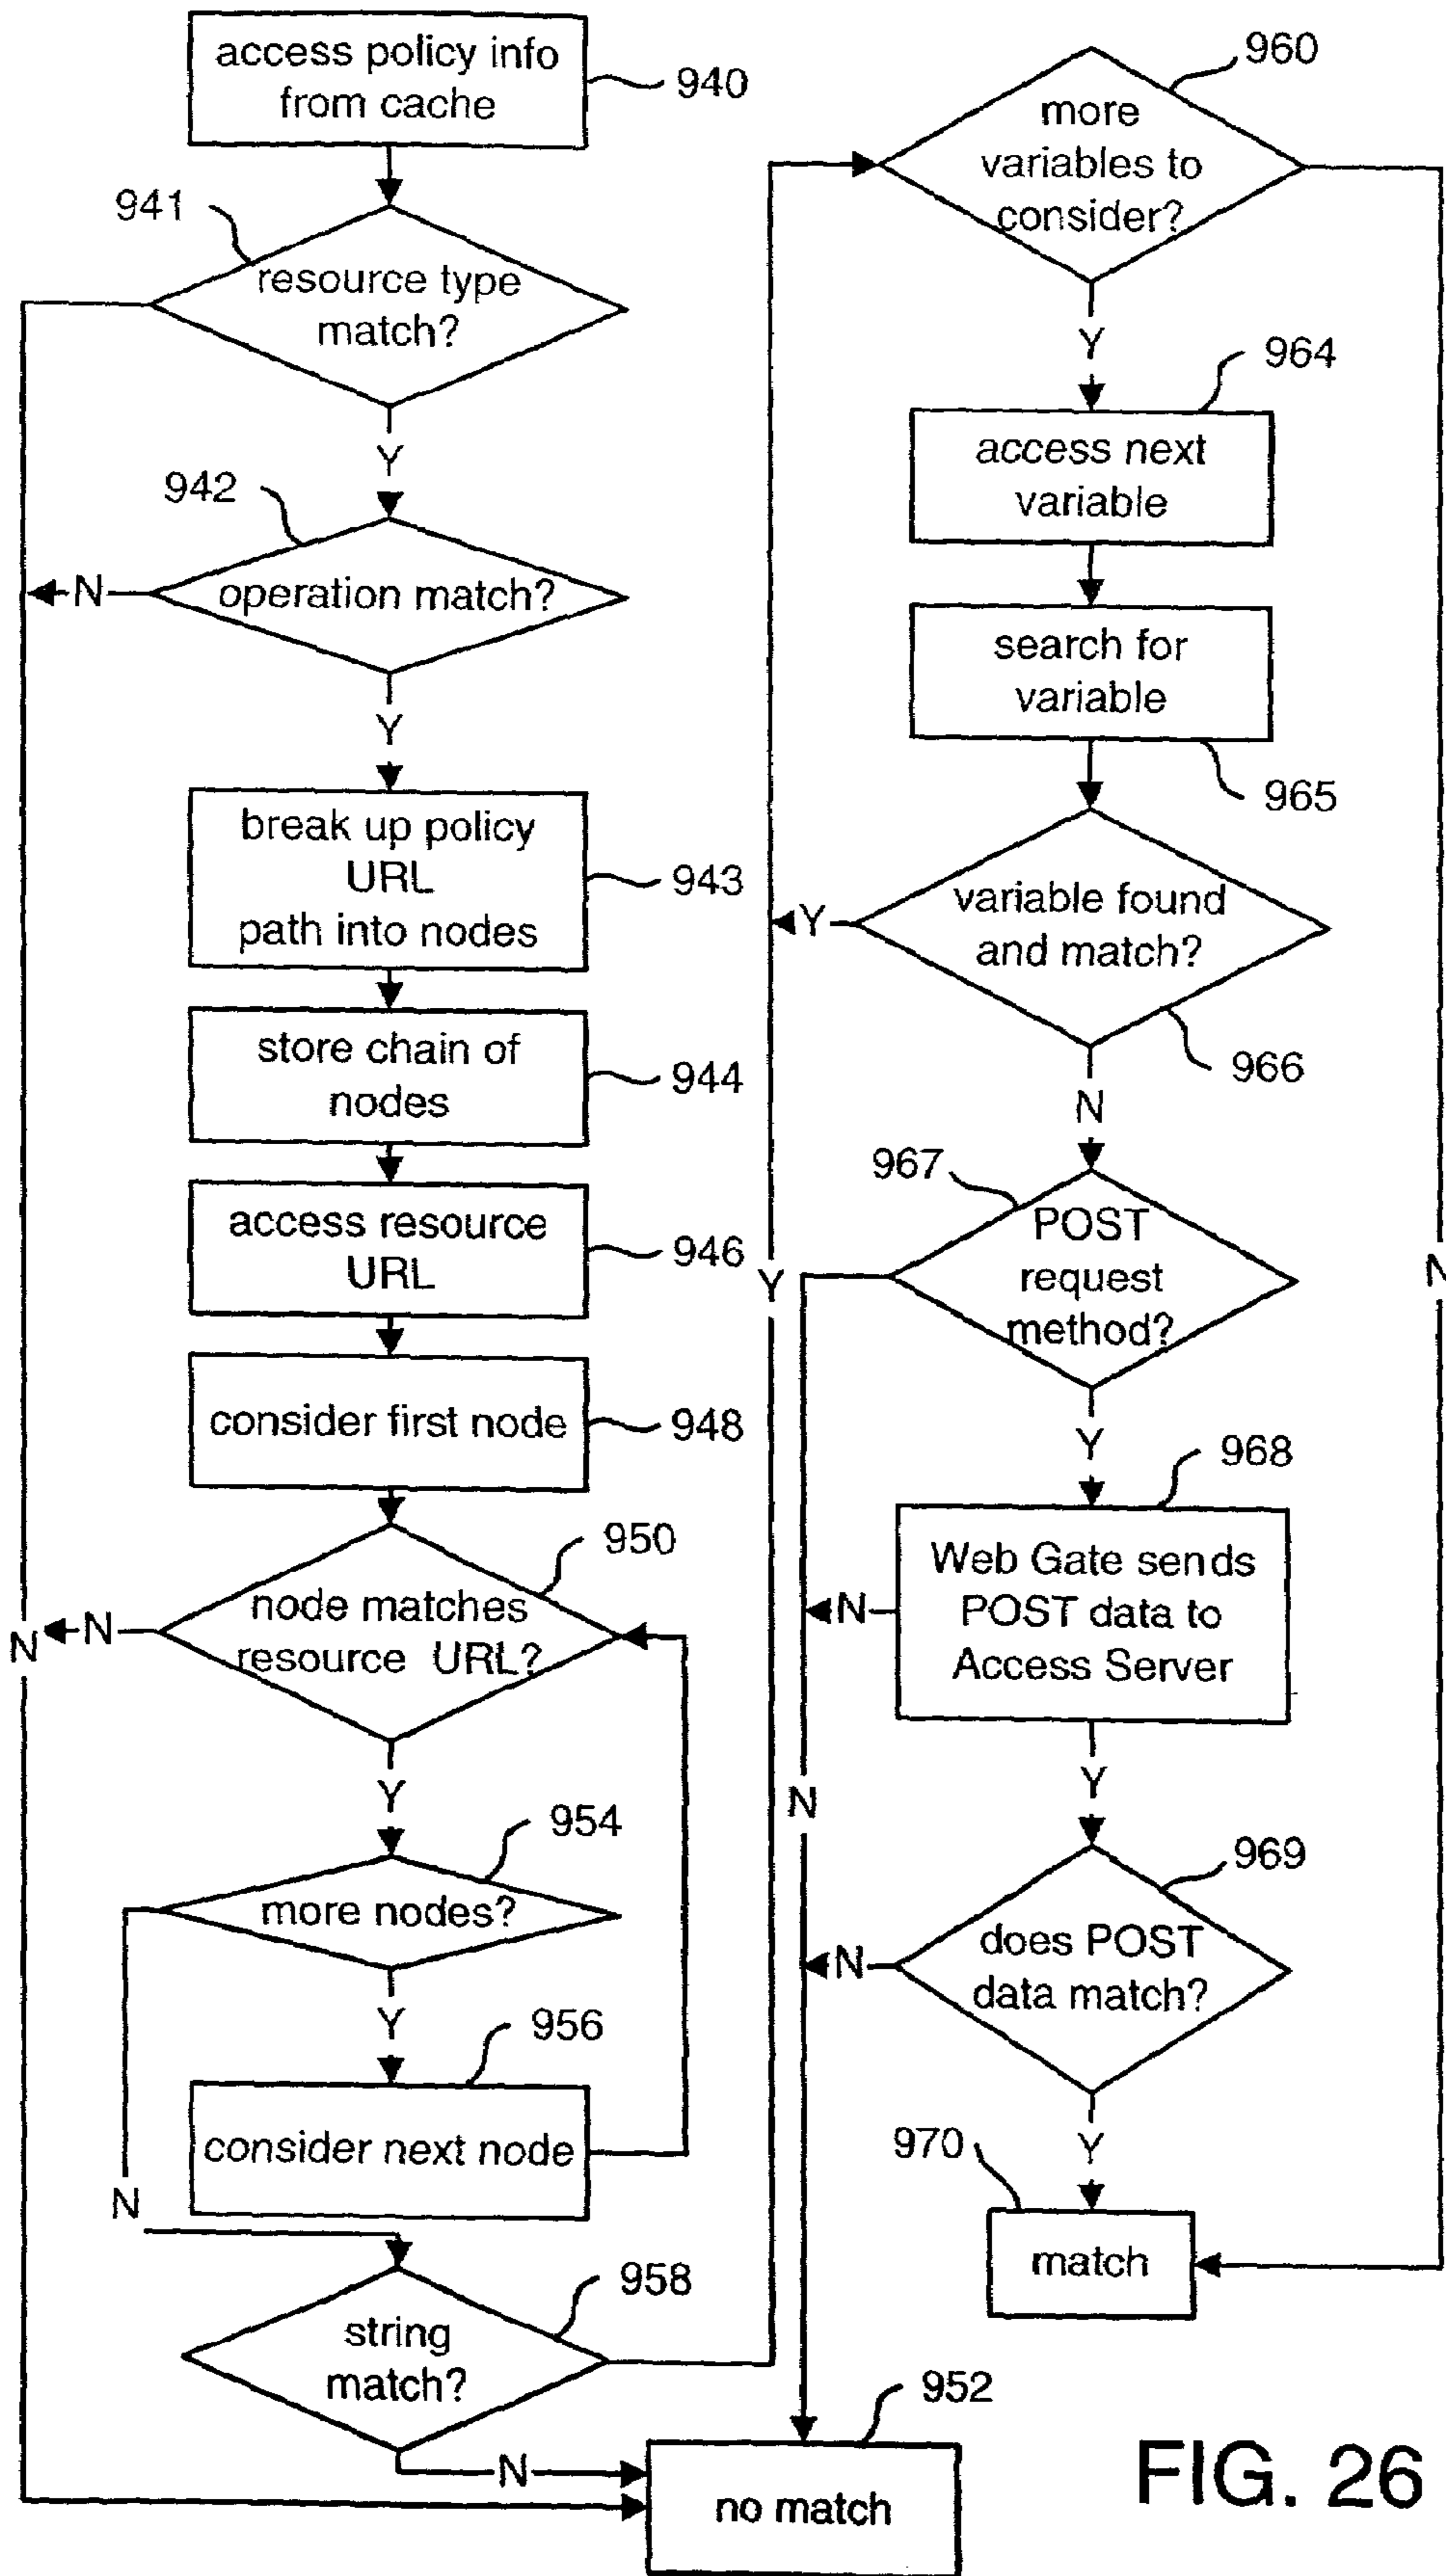 access policy info
from cache
940
941
resource type
match?
Y
942
N
operation match?
Y
break up policy
URL
path into nodes
943
store chain of
nodes
944
access resource
URL
946
consider first node
948
950
N
N
node matches
resource URL?
Y
954
more nodes?
Y
956
consider next node
N
958
string
match?
N
952
no match
960
more
variables to
consider?
Y
964
access next
variable
search for
variable
965
Y
variable found
and match?
966
N
967
Y
POST
request
method?
N
Y
968
Web Gate sends
POST data to
Access Server
N
Y
N
969
does POST
data match?
N
Y
970
match
FIG. 26